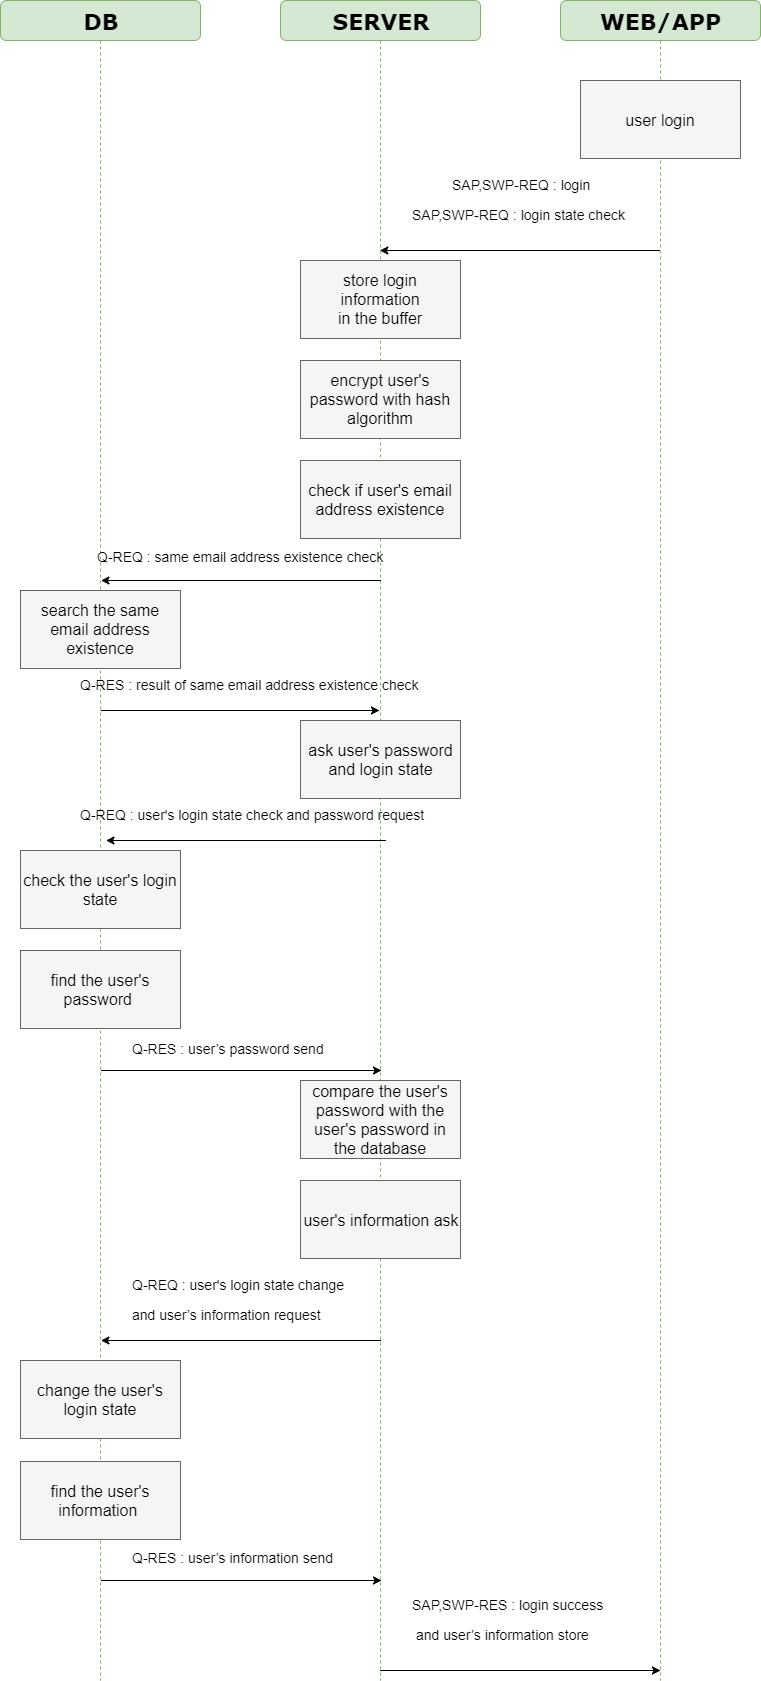 DB
SERVER
WEB/APP
user login
SAP,SWP-REQ : login
SAP,SWP-REQ : login state check
store login
information
in the buffer
encrypt user's
password with hash
algorithm
check if user's email
address existence
Q-REQ : same email address existence check
search the same
email address
existence
Q-RES : result of same email address existence check
ask user's password
and login state
Q-REQ : user's login state check and password request
check the user's login
state
find the user's
password
Q-RES : user’s password send
compare the user's
password with the
user's password in
the database
user's information ask
Q-REQ : user's login state change
and user’s information request
change the user's
login state
find the user's
information
Q-RES : user’s information send
SAP,SWP-RES : login success
and user’s information store